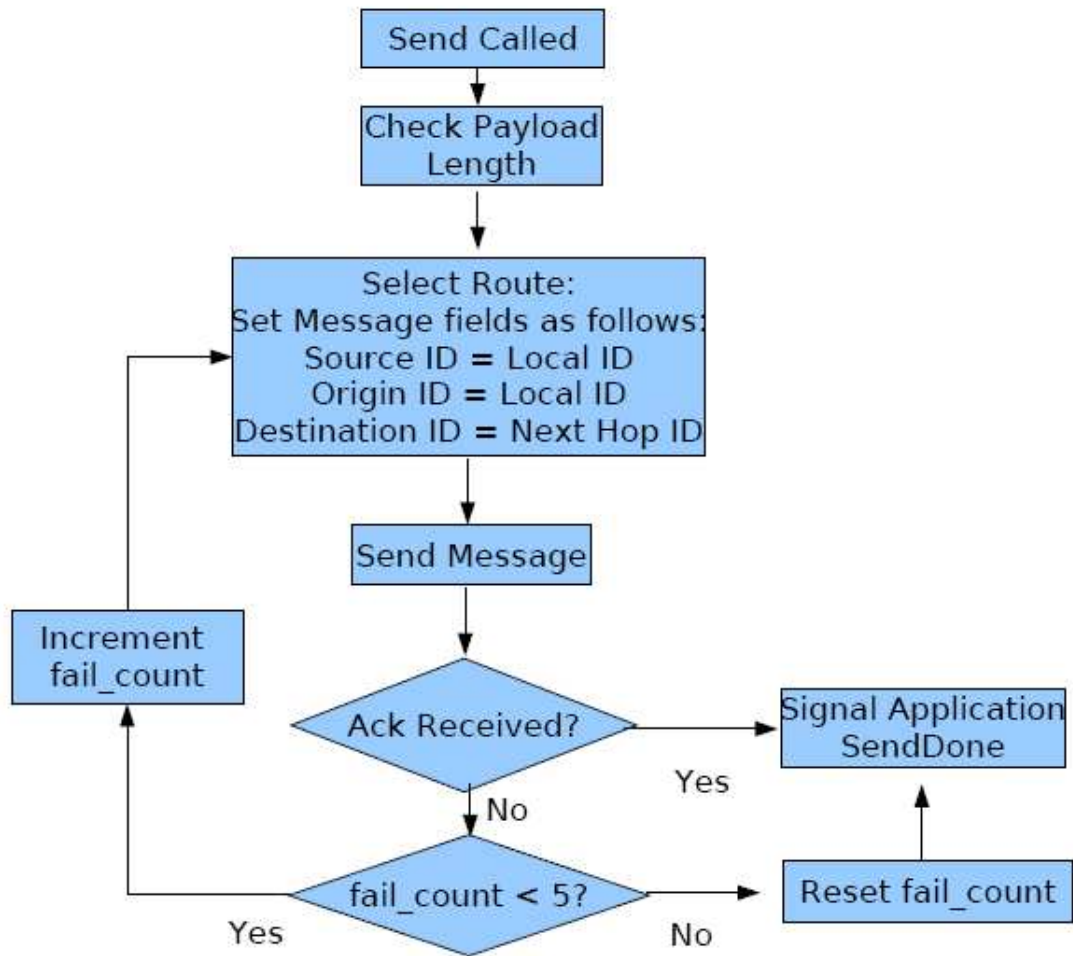 Send Called
Check Payload
Length
Select Route:
Set Message fields as follows:
Source ID = Local ID
Origin ID = Local ID
Destination ID = Next Hop ID
Send Message
Increment
fail_count
Ack Received?
Signal Application
SendDone
Yes
No
fail_count < 5?
Reset fail_count
Yes
No